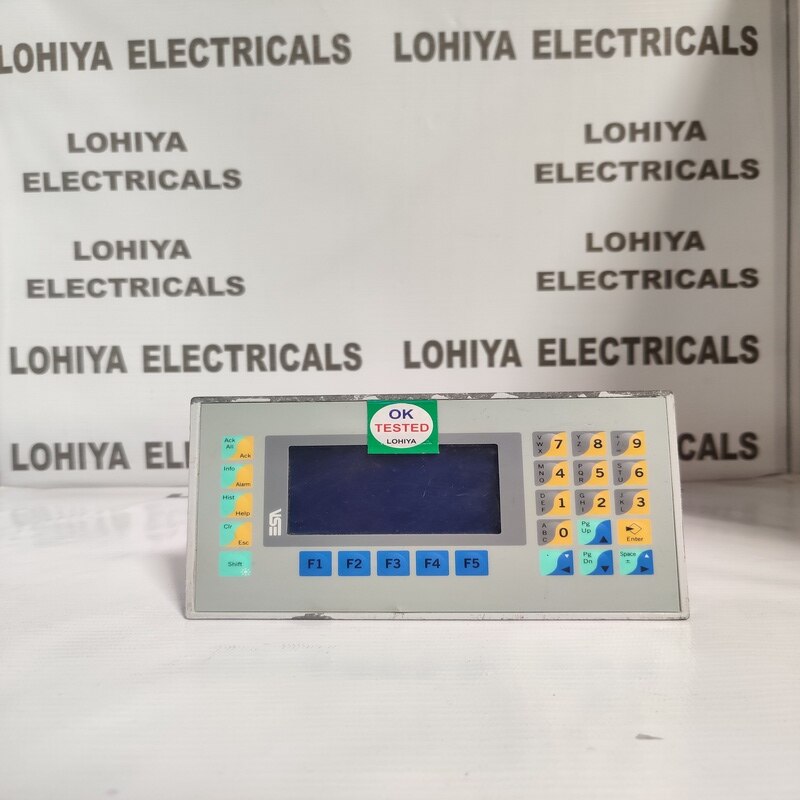 LOHIYA ELECTRICALS LOHIYA ELECTRICALS
LOHIYA
ELECTRICALS
LOHIYA
ELECTRICALS
LOHIYA
ELECTRICALS
LOHIYA
ELECTRICALS
LOHIYA ELECTRICALS LOHIYA ELECTRICALS
LOHIYA EL
CALS
OK
TESTED
LOHIYA
Ack
All
Ack
Info
Alarm
Hist
Help
Clr
Esc
Shift
F1 F2 F3 F4 F5
V W X 7
Y Z 8
+ / - 9
M N O 4
P Q R 5
S T U 6
D E F 1
G H I 2
J K L 3
A B C 0
Pg Up
Enter
Pg Dn
Space